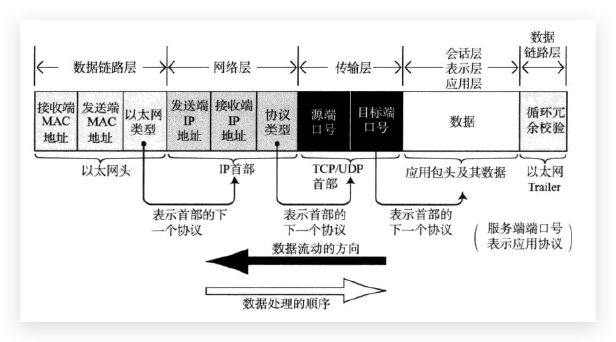 数据链路层
网络层
传输层
会话层
表示层
应用层
数据
链路层
接收端
MAC
地址
发送端
MAC
地址
以太网
类型
发送端
IP
地址
接收端
IP
地址
协议
类型
源端
口号
目标端
口号
数据
循环冗
余校验
以太网头
IP首部
TCP/UDP
首部
应用包头及其数据
以太网
Trailer
表示首部的下
一个协议
表示首部的
下一个协议
表示首部的
下一个协议
服务端端口号
表示应用协议
数据流动的方向
数据处理的顺序